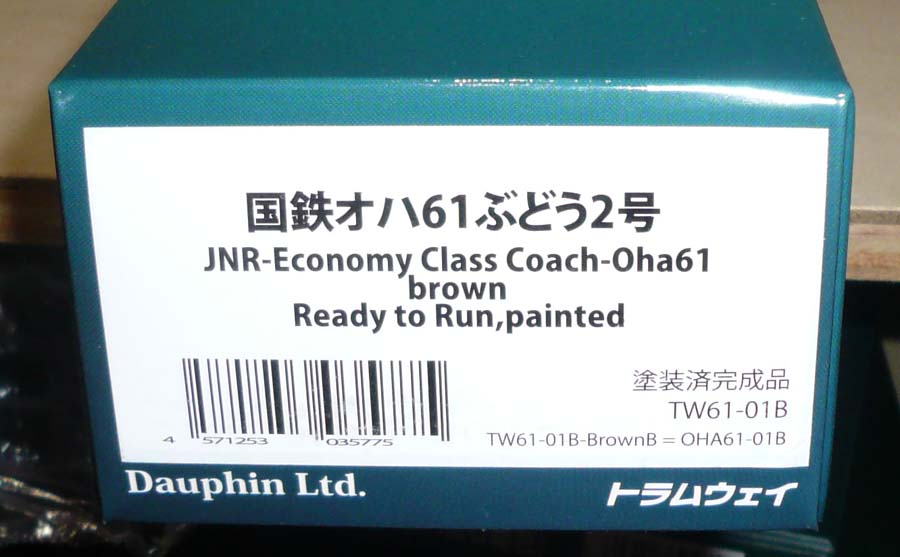 国鉄オハ61ぶどう2号
JNR-Economy Class Coach-Oha61
brown
Ready to Run,painted
塗装済完成品
TW61-01B
4 571253 035775
TW61-01B-BrownB = OHA61-01B
Dauphin Ltd.
トラムウェイ